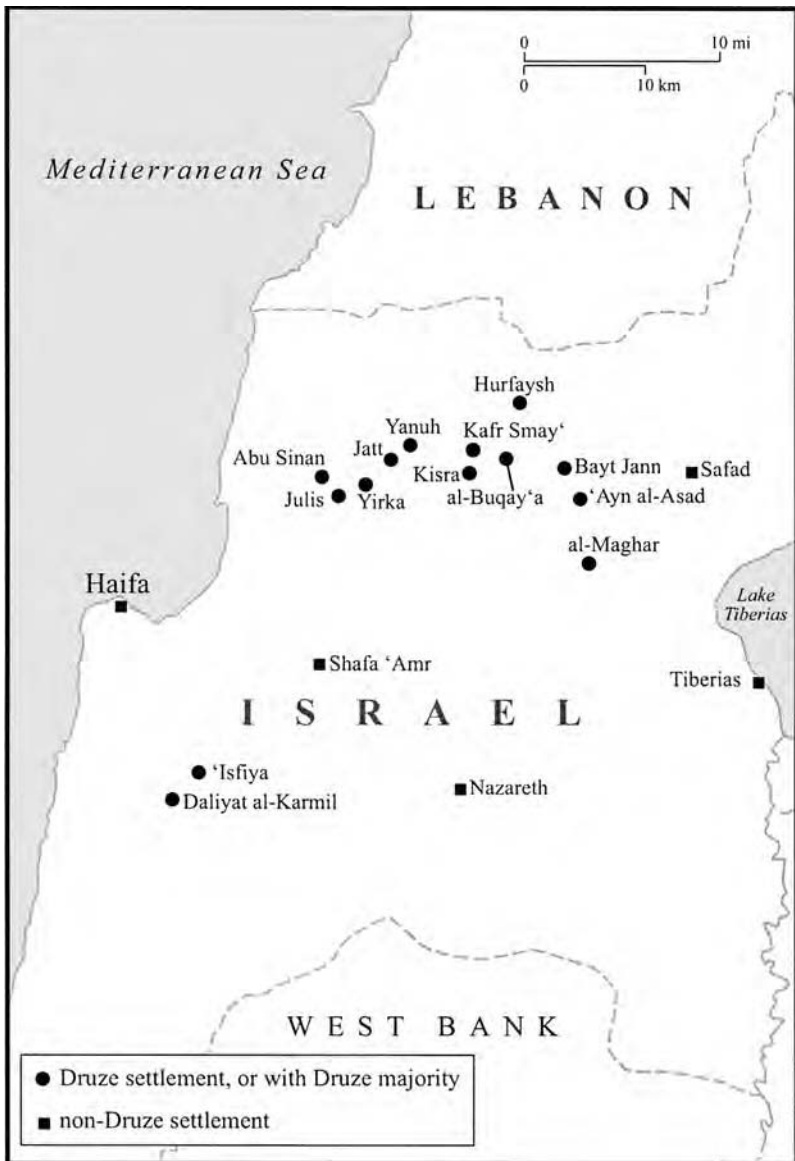 0 10 mi
0 10 km
Mediterranean Sea
LEBANON
Hurfaysh
Yanuh
Kafr Smay‘
Jatt
Abu Sinan
Kisra
Bayt Jann
Safad
Julis
Yirka
al-Buqay‘a
‘Ayn al-Asad
al-Maghar
Haifa
Lake
Tiberias
Shafa ‘Amr
Tiberias
ISRAEL
‘Isfiya
Nazareth
Daliyat al-Karmil
WEST BANK
Druze settlement, or with Druze majority
non-Druze settlement